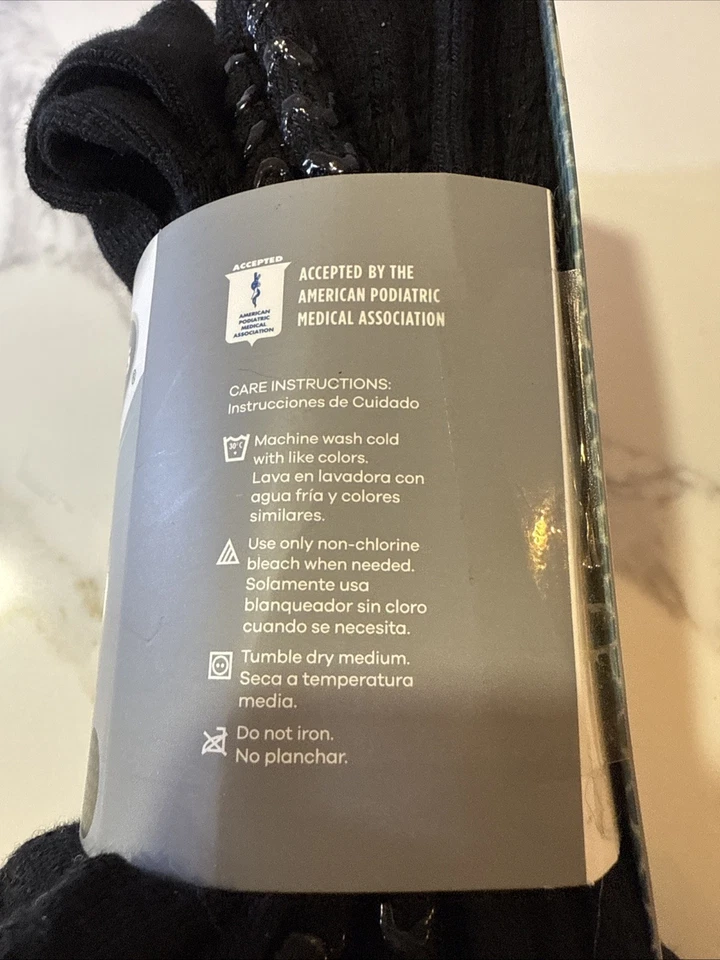 ACCEPTED
AMERICAN
PODIATRIC
MEDICAL
ASSOCIATION
ACCEPTED BY THE
AMERICAN PODIATRIC
MEDICAL ASSOCIATION
CARE INSTRUCTIONS:
Instrucciones de Cuidado
30°C
Machine wash cold
with like colors.
Lava en lavadora con
agua fría y colores
similares.
Use only non-chlorine
bleach when needed.
Solamente usa
blanqueador sin cloro
cuando se necesita.
Tumble dry medium.
Seca a temperatura
media.
Do not iron.
No planchar.